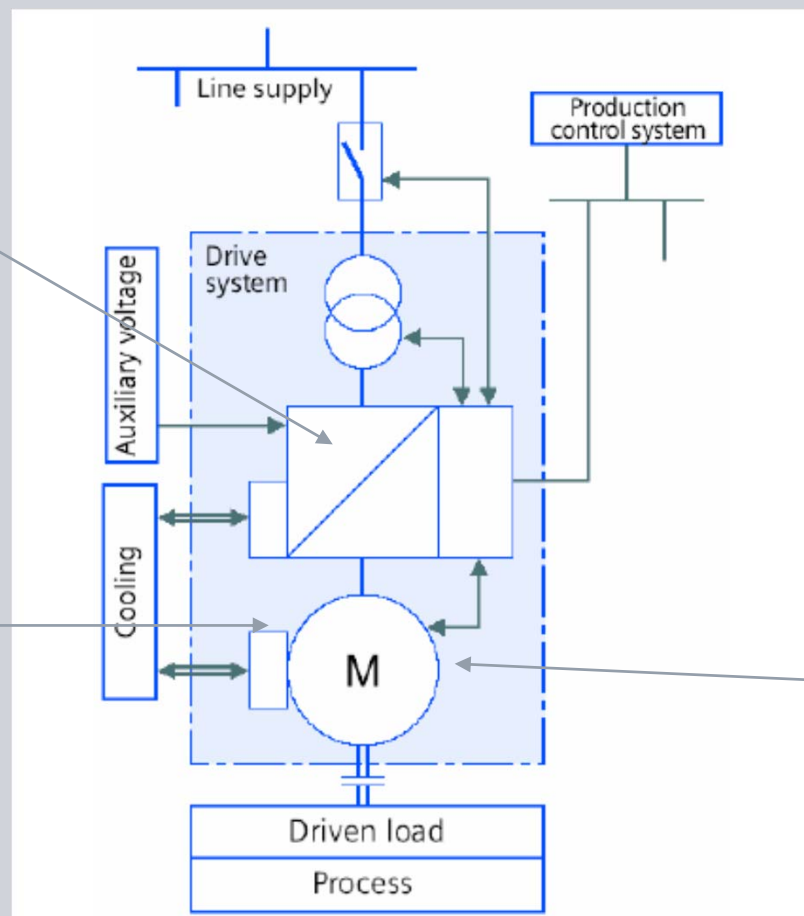 Line supply
Production
control system
Drive
system
Auxiliary voltage
Cooling
M
Driven load
Process